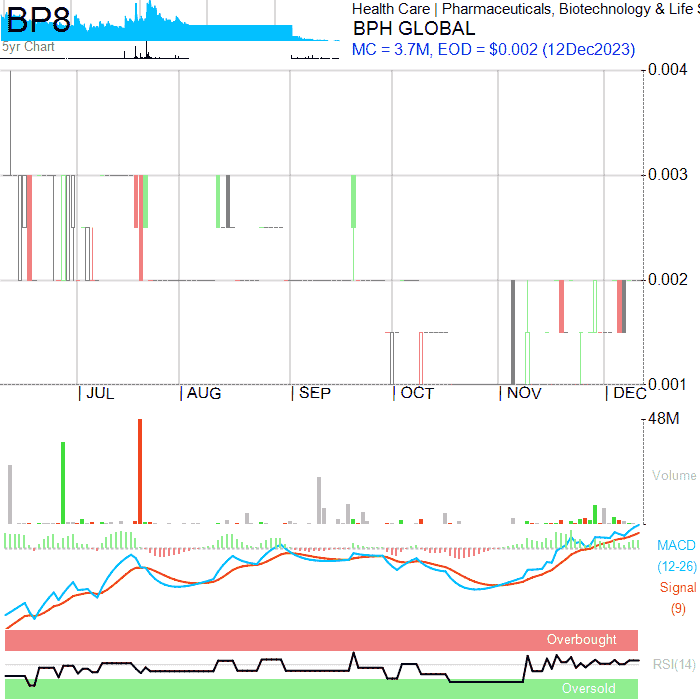 BP8
5yr Chart
Health Care | Pharmaceuticals, Biotechnology & Life S
BPH GLOBAL
MC = 3.7M, EOD = $0.002 (12Dec2023)
0.004
0.003
0.002
0.001
| JUL | AUG | SEP | OCT | NOV | DEC
48M
Volume
MACD
(12-26)
Signal
(9)
Overbought
RSI(14)
Oversold